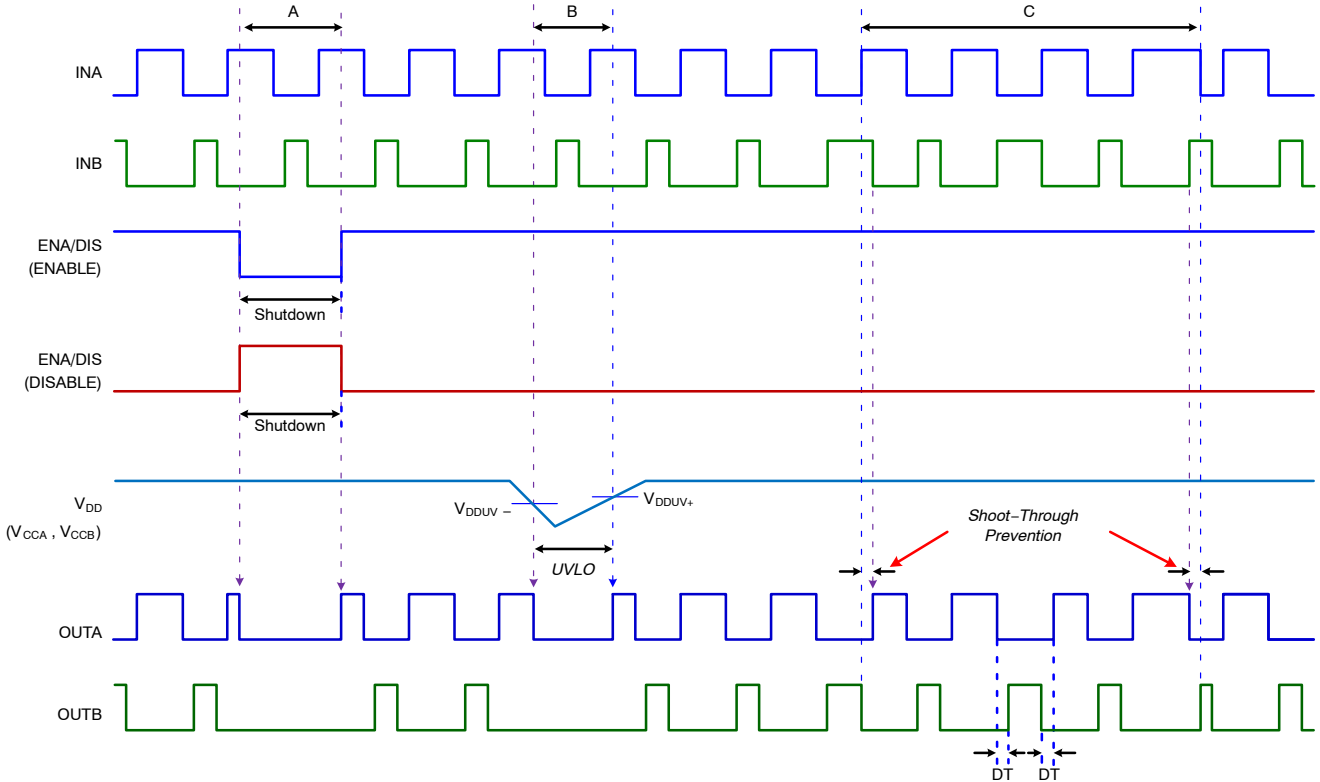 A
B
C
INA
INB
ENA/DIS
(ENABLE)
Shutdown
ENA/DIS
(DISABLE)
Shutdown
VDD
(VCCA , VCCB)
VDDUV −
VDDUV+
UVLO
Shoot−Through
Prevention
OUTA
OUTB
DT
DT